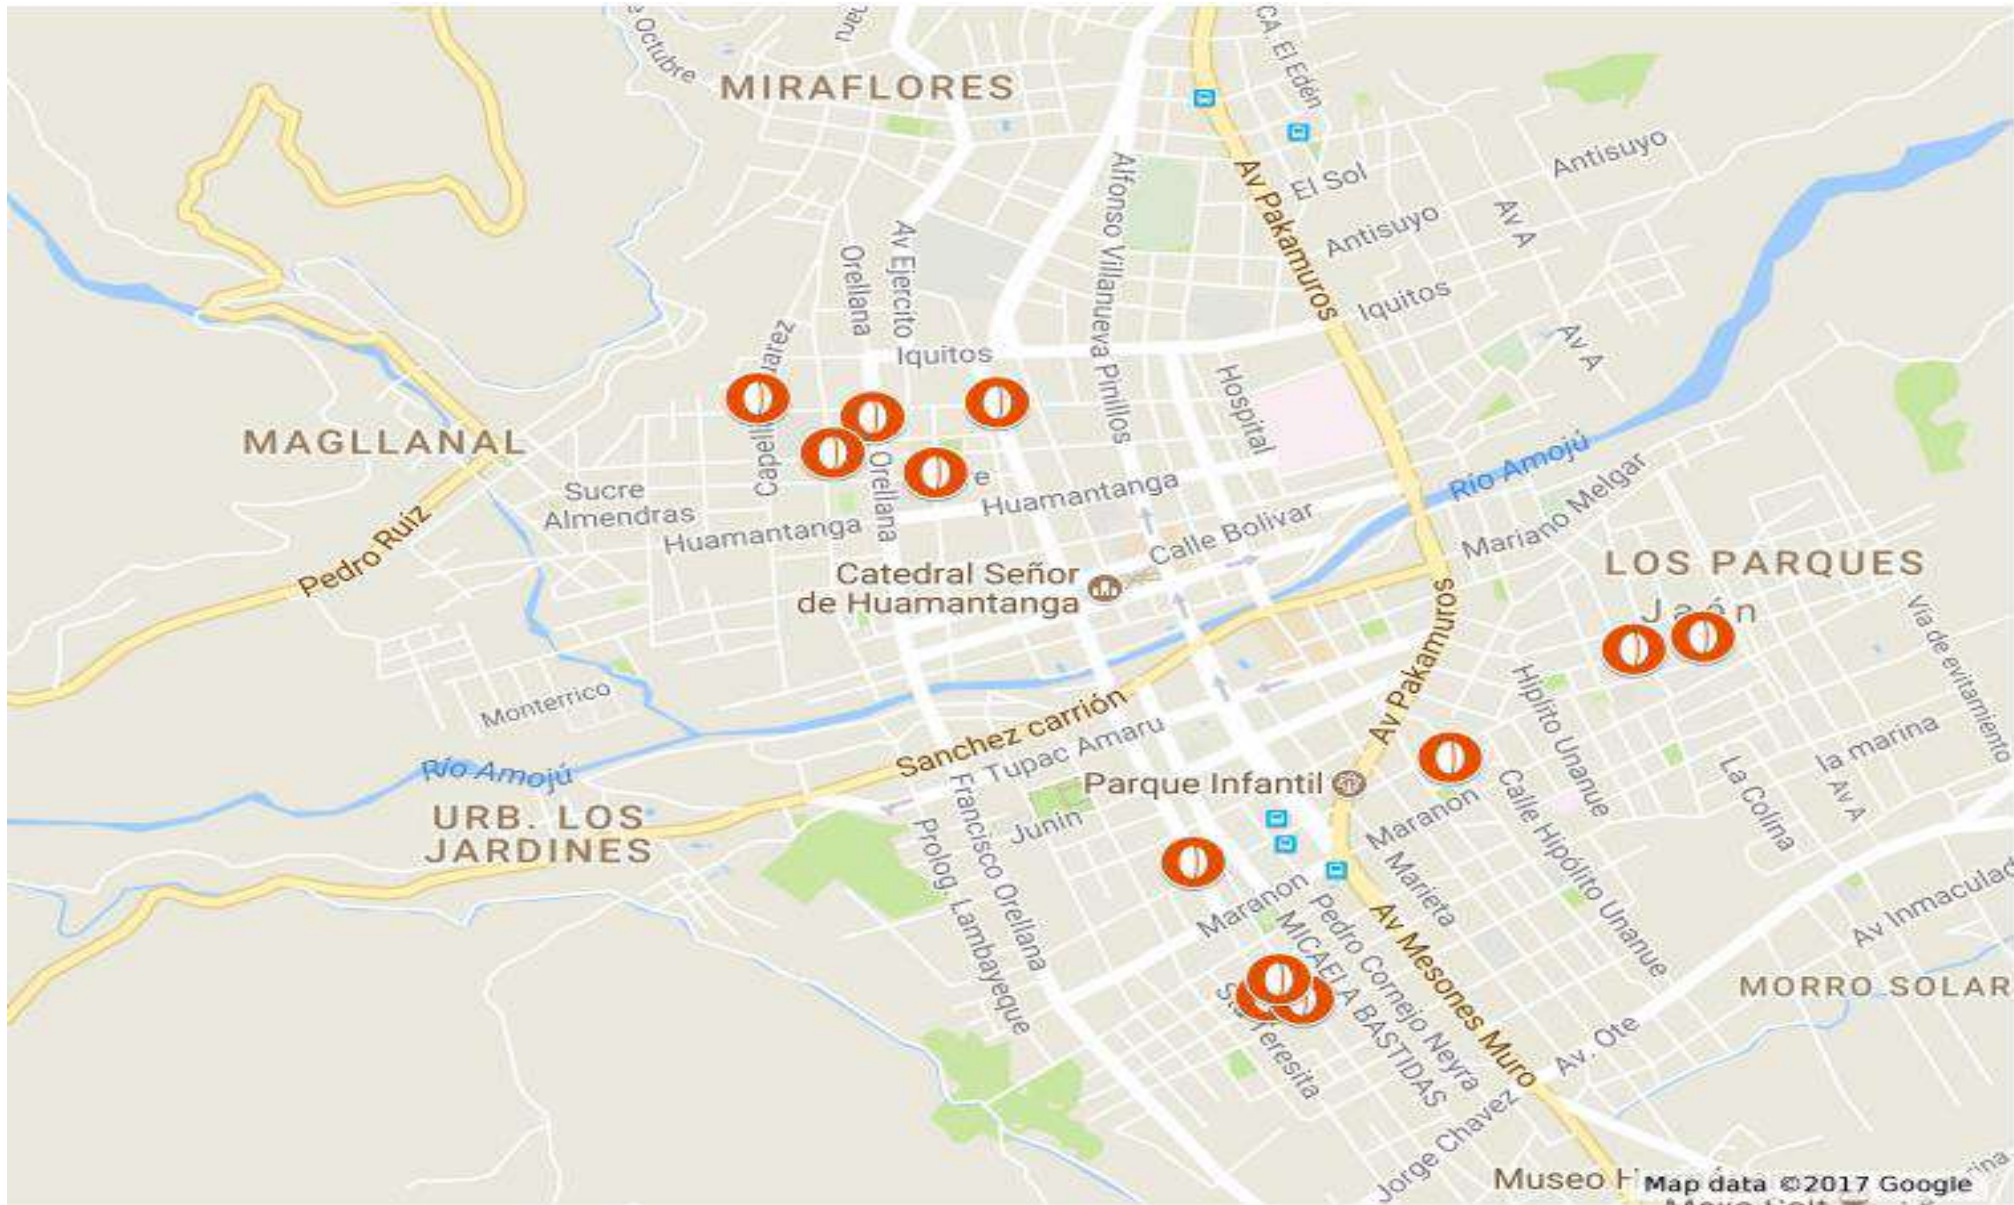 Octubre
CA. El Edén
MIRAFLORES
Antisuyo
El Sol
Av Pakamuros
Alfonso Villanueva Pinillos
Antisuyo
Av A
Av Ejercito
Orellana
Iquitos
Iquitos
Av A
Hospital
MAGLLANAL
Río Amojú
Mariano Melgar
Orellana
e
Sucre
Almendras
Huamantanga
Huamantanga
Calle Bolivar
Pedro Ruiz
LOS PARQUES
Catedral Señor
de Huamantanga
Via de evitamiento
Av Pakamuros
Monterrico
Hiplito Unanue
Sanchez carrión
Tupac Amaru
la marina
La Colina
Av A
Río Amojú
Parque Infantil
Calle Hipólito Unanue
URB. LOS
JARDINES
Junin
Maranon
Francisco Orellana
Prolog. Lambayeque
Marieta
Maranon
Pedro Cornejo Neyra
MICAELA BASTIDAS
Av Mesones Muro
Av Inmaculad
MORRO SOLAR
Teresita
Av. Ote
Jorge Chavez
Museo H
Map data ©2017 Google